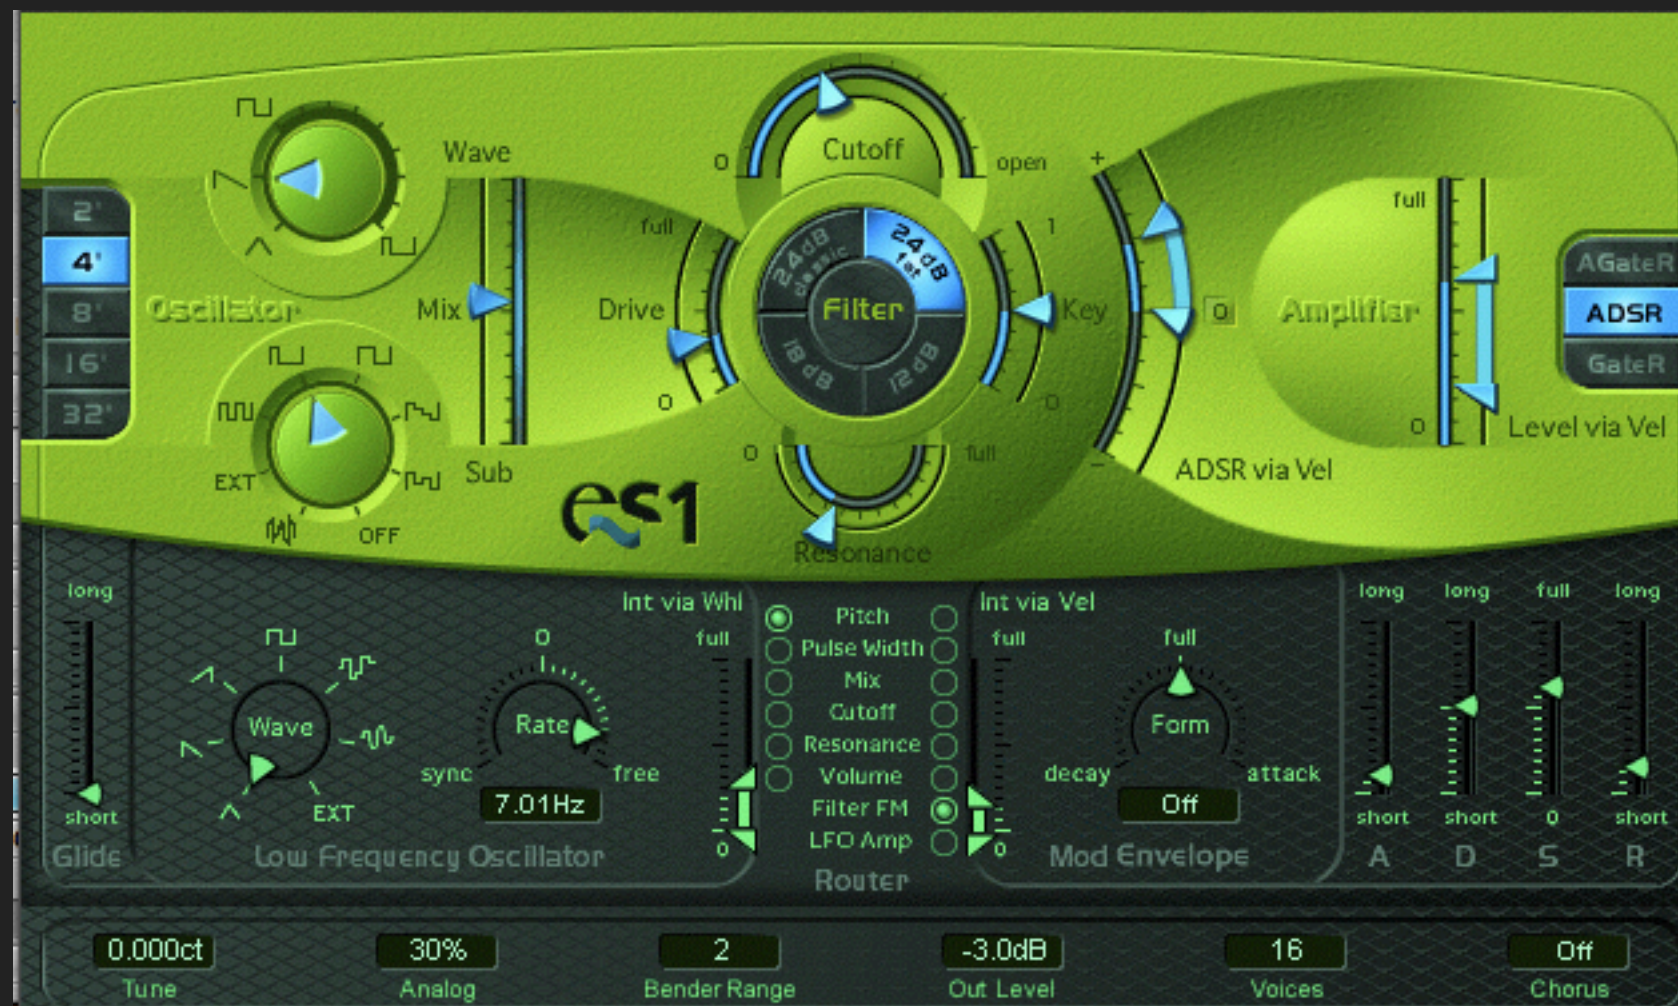 Wave
Cutoff
0
open
+
2'
4'
8'
16'
32'
Oscillator
Mix
full
Drive
0
24dB classic
24dB fat
18dB
12dB
Filter
1
Key
0
0
Amplifier
full
0
AGateR
ADSR
GateR
Level via Vel
EXT
OFF
Sub
es1
0
full
Resonance
-
ADSR via Vel
long
short
Glide
Wave
EXT
0
Rate
sync
free
7.01Hz
Low Frequency Oscillator
Int via Whl
full
0
Pitch
Pulse Width
Mix
Cutoff
Resonance
Volume
Filter FM
LFO Amp
Router
Int via Vel
full
0
full
Form
decay
attack
Off
Mod Envelope
long
long
full
long
short
short
0
short
A
D
S
R
0.000ct
30%
2
-3.0dB
16
Off
Tune
Analog
Bender Range
Out Level
Voices
Chorus